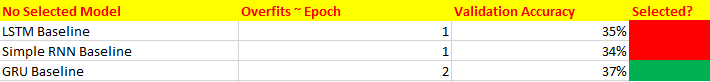 No Selected Model Overfits ~ Epoch Validation Accuracy Selected?
LSTM Baseline 1 35%
Simple RNN Baseline 1 34%
GRU Baseline 2 37%